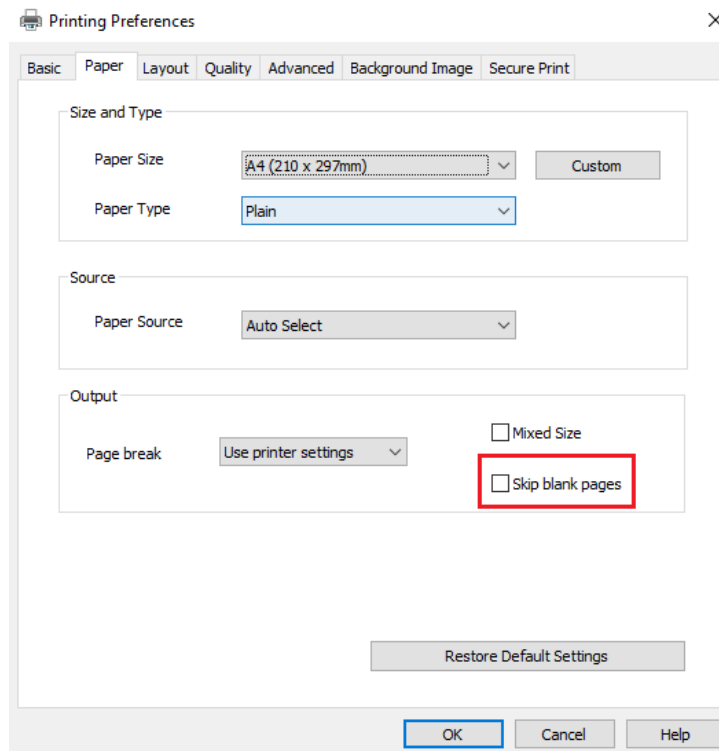 Printing Preferences
Basic Paper Layout Quality Advanced Background Image Secure Print
Size and Type
Paper Size A4 (210 x 297mm) Custom
Paper Type Plain
Source
Paper Source Auto Select
Output
Mixed Size
Page break Use printer settings
Skip blank pages
Restore Default Settings
OK Cancel Help